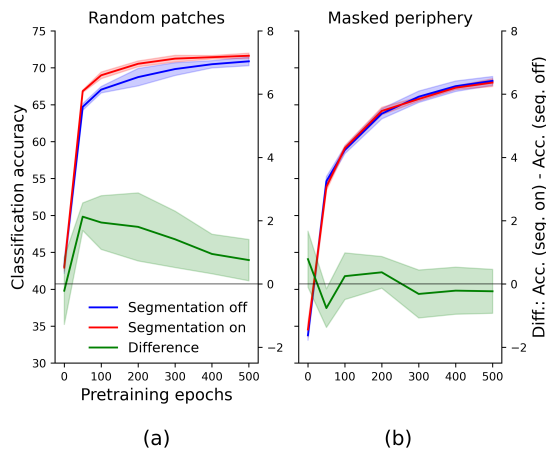 Random patches
Masked periphery
75
70
65
60
55
50
45
40
35
30
8
6
4
2
0
−2
8
6
4
2
0
−2
Classification accuracy
Diff.: Acc. (seq. on) - Acc. (seq. off)
Segmentation off
Segmentation on
Difference
0 100 200 300 400 500
0 100 200 300 400 500
Pretraining epochs
(a)
(b)